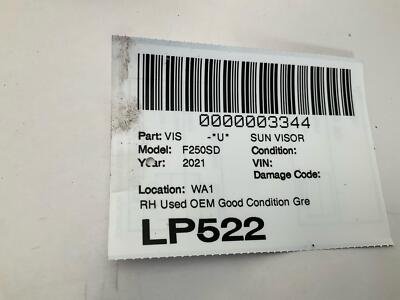 0000003344
Part: VIS -*U* SUN VISOR
Model: F250SD Condition:
Year: 2021 VIN:
Damage Code:
Location: WA1
RH Used OEM Good Condition Gre
LP522